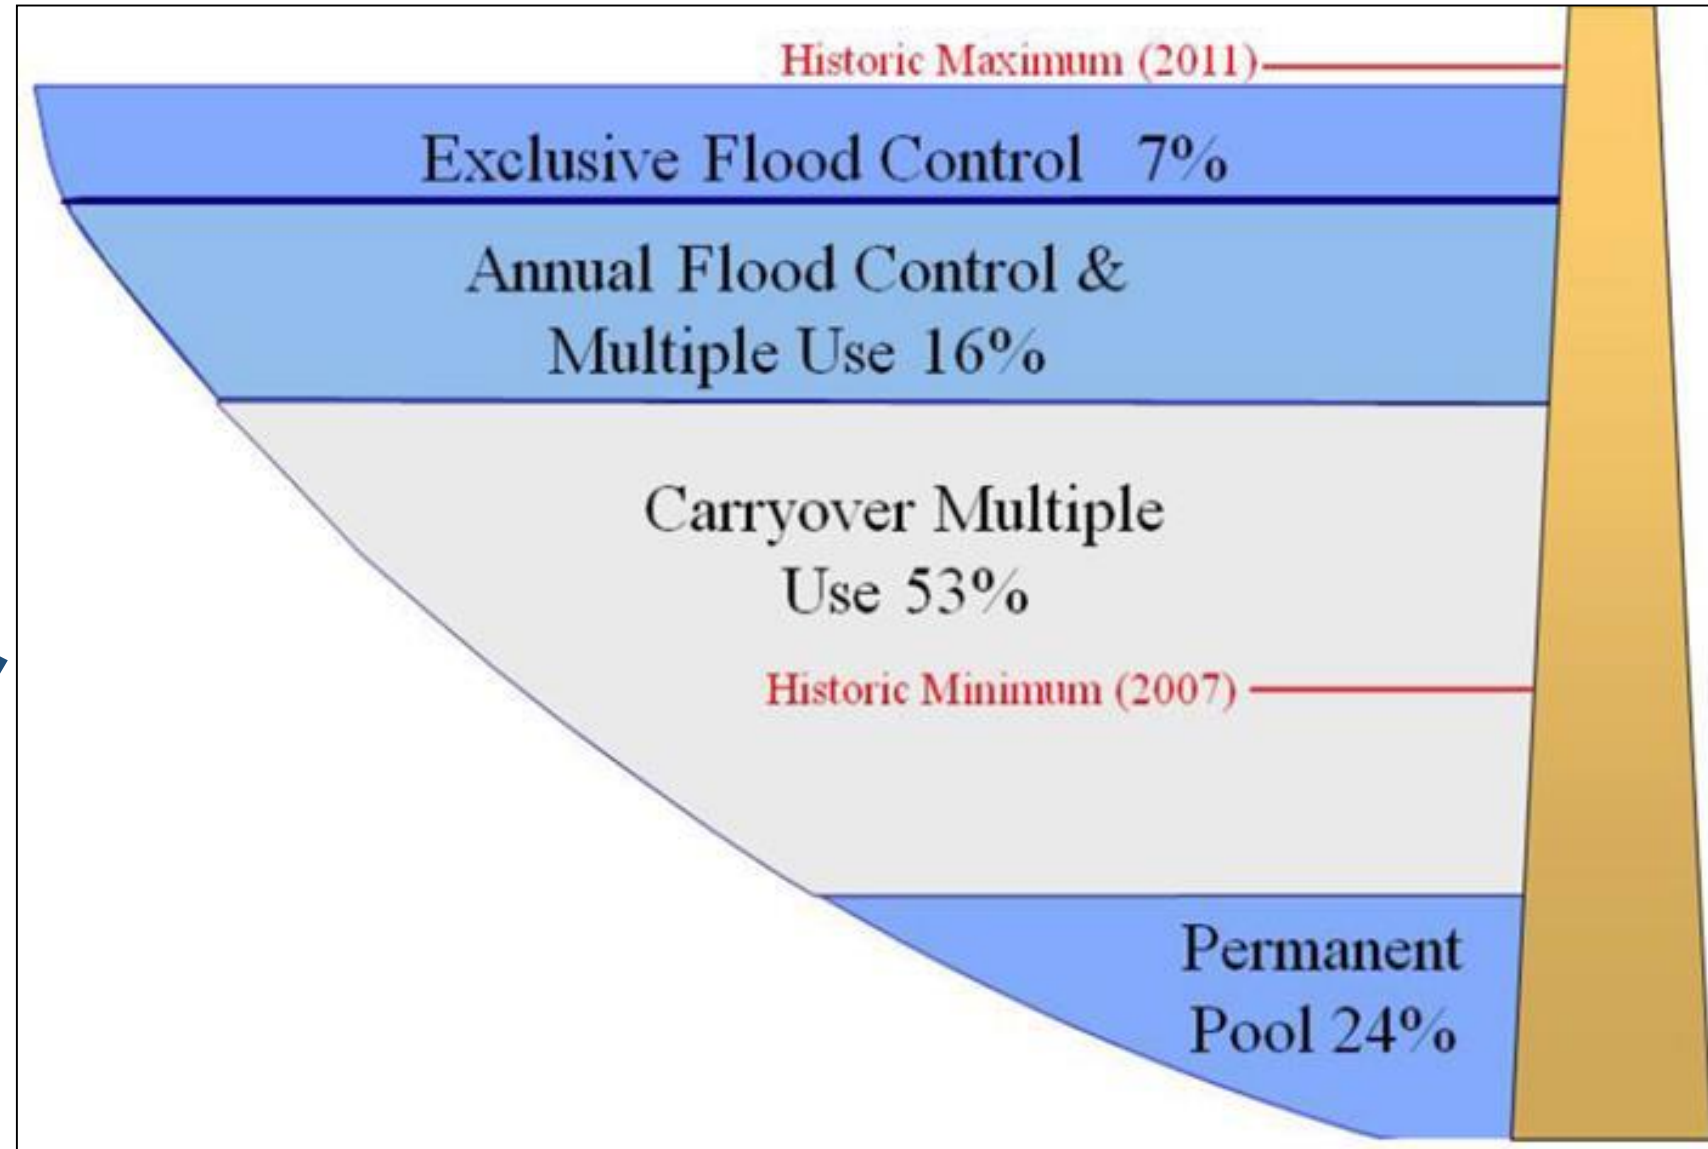 Historic Maximum (2011)
Exclusive Flood Control 7%
Annual Flood Control &
Multiple Use 16%
Carryover Multiple
Use 53%
Historic Minimum (2007)
Permanent
Pool 24%